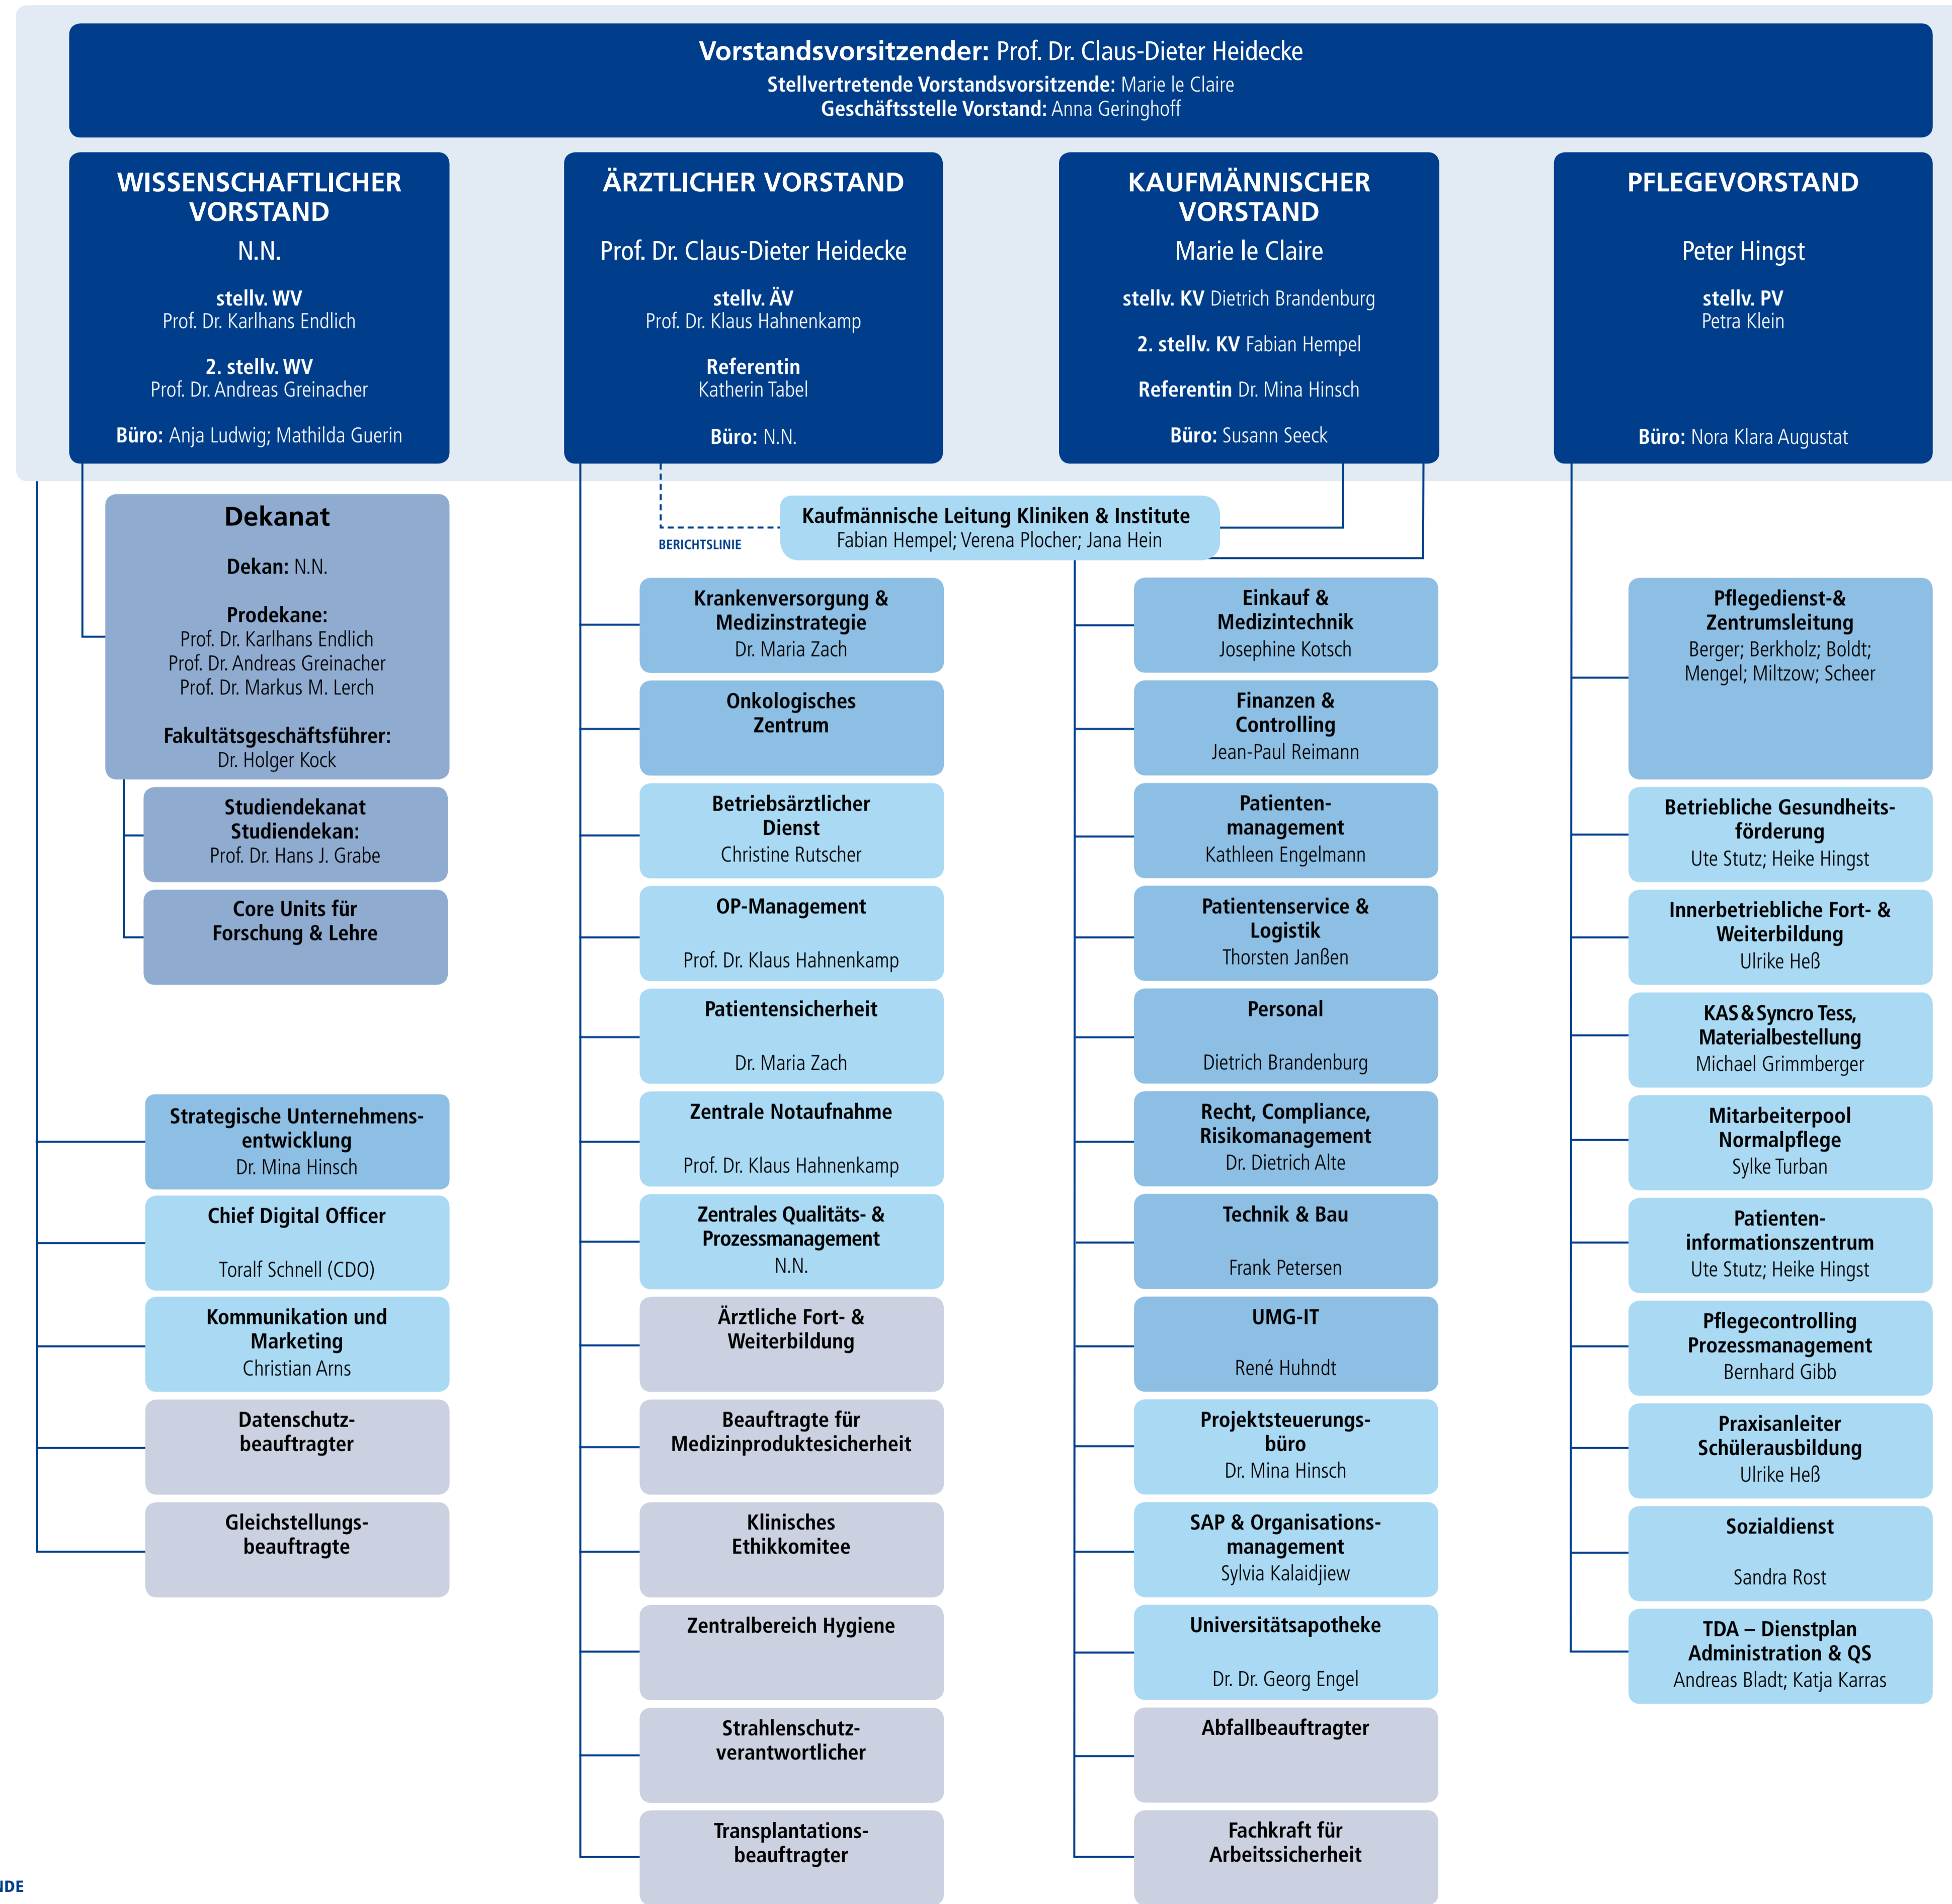 Vorstandsvorsitzender: Prof. Dr. Claus-Dieter Heidecke
Stellvertretende Vorstandsvorsitzende: Marie le Claire
Geschäftsstelle Vorstand: Anna Geringhoff
WISSENSCHAFTLICHER
VORSTAND
N.N.
stellv. WV
Prof. Dr. Karlhans Endlich
2. stellv. WV
Prof. Dr. Andreas Greinacher
Büro: Anja Ludwig; Mathilda Guerin
ÄRZTLICHER VORSTAND
Prof. Dr. Claus-Dieter Heidecke
stellv. ÄV
Prof. Dr. Klaus Hahnenkamp
Referentin
Katherin Tabel
Büro: N.N.
KAUFMÄNNISCHER
VORSTAND
Marie le Claire
stellv. KV Dietrich Brandenburg
2. stellv. KV Fabian Hempel
Referentin Dr. Mina Hinsch
Büro: Susann Seeck
PFLEGEVORSTAND
Peter Hingst
stellv. PV
Petra Klein
Büro: Nora Klara Augustat
Dekanat
Dekan: N.N.
Prodekane:
Prof. Dr. Karlhans Endlich
Prof. Dr. Andreas Greinacher
Prof. Dr. Markus M. Lerch
Fakultätsgeschäftsführer:
Dr. Holger Kock
Studiendekanat
Studiendekan:
Prof. Dr. Hans J. Grabe
Core Units für
Forschung & Lehre
Strategische Unternehmens-
entwicklung
Dr. Mina Hinsch
Chief Digital Officer
Toralf Schnell (CDO)
Kommunikation und
Marketing
Christian Arns
Datenschutz-
beauftragter
Gleichstellungs-
beauftragte
BERICHTSLINIE
Kaufmännische Leitung Kliniken & Institute
Fabian Hempel; Verena Plocher; Jana Hein
Krankenversorgung &
Medizinstrategie
Dr. Maria Zach
Onkologisches
Zentrum
Betriebsärztlicher
Dienst
Christine Rutscher
OP-Management
Prof. Dr. Klaus Hahnenkamp
Patientensicherheit
Dr. Maria Zach
Zentrale Notaufnahme
Prof. Dr. Klaus Hahnenkamp
Zentrales Qualitäts- &
Prozessmanagement
N.N.
Ärztliche Fort- &
Weiterbildung
Beauftragte für
Medizinproduktesicherheit
Klinisches
Ethikkomitee
Zentralbereich Hygiene
Strahlenschutz-
verantwortlicher
Transplantations-
beauftragter
Einkauf &
Medizintechnik
Josephine Kotsch
Finanzen &
Controlling
Jean-Paul Reimann
Patienten-
management
Kathleen Engelmann
Patientenservice &
Logistik
Thorsten Janßen
Personal
Dietrich Brandenburg
Recht, Compliance,
Risikomanagement
Dr. Dietrich Alte
Technik & Bau
Frank Petersen
UMG-IT
René Huhndt
Projektsteuerungs-
büro
Dr. Mina Hinsch
SAP & Organisations-
management
Sylvia Kalaidjiew
Universitätsapotheke
Dr. Dr. Georg Engel
Abfallbeauftragter
Fachkraft für
Arbeitssicherheit
Pflegedienst-&
Zentrumsleitung
Berger; Berkholz; Boldt;
Mengel; Miltzow; Scheer
Betriebliche Gesundheits-
förderung
Ute Stutz; Heike Hingst
Innerbetriebliche Fort- &
Weiterbildung
Ulrike Heß
KAS & Syncro Tess,
Materialbestellung
Michael Grimmberger
Mitarbeiterpool
Normalpflege
Sylke Turban
Patienten-
informationszentrum
Ute Stutz; Heike Hingst
Pflegecontrolling
Prozessmanagement
Bernhard Gibb
Praxisanleiter
Schülerausbildung
Ulrike Heß
Sozialdienst
Sandra Rost
TDA – Dienstplan
Administration & QS
Andreas Bladt; Katja Karras